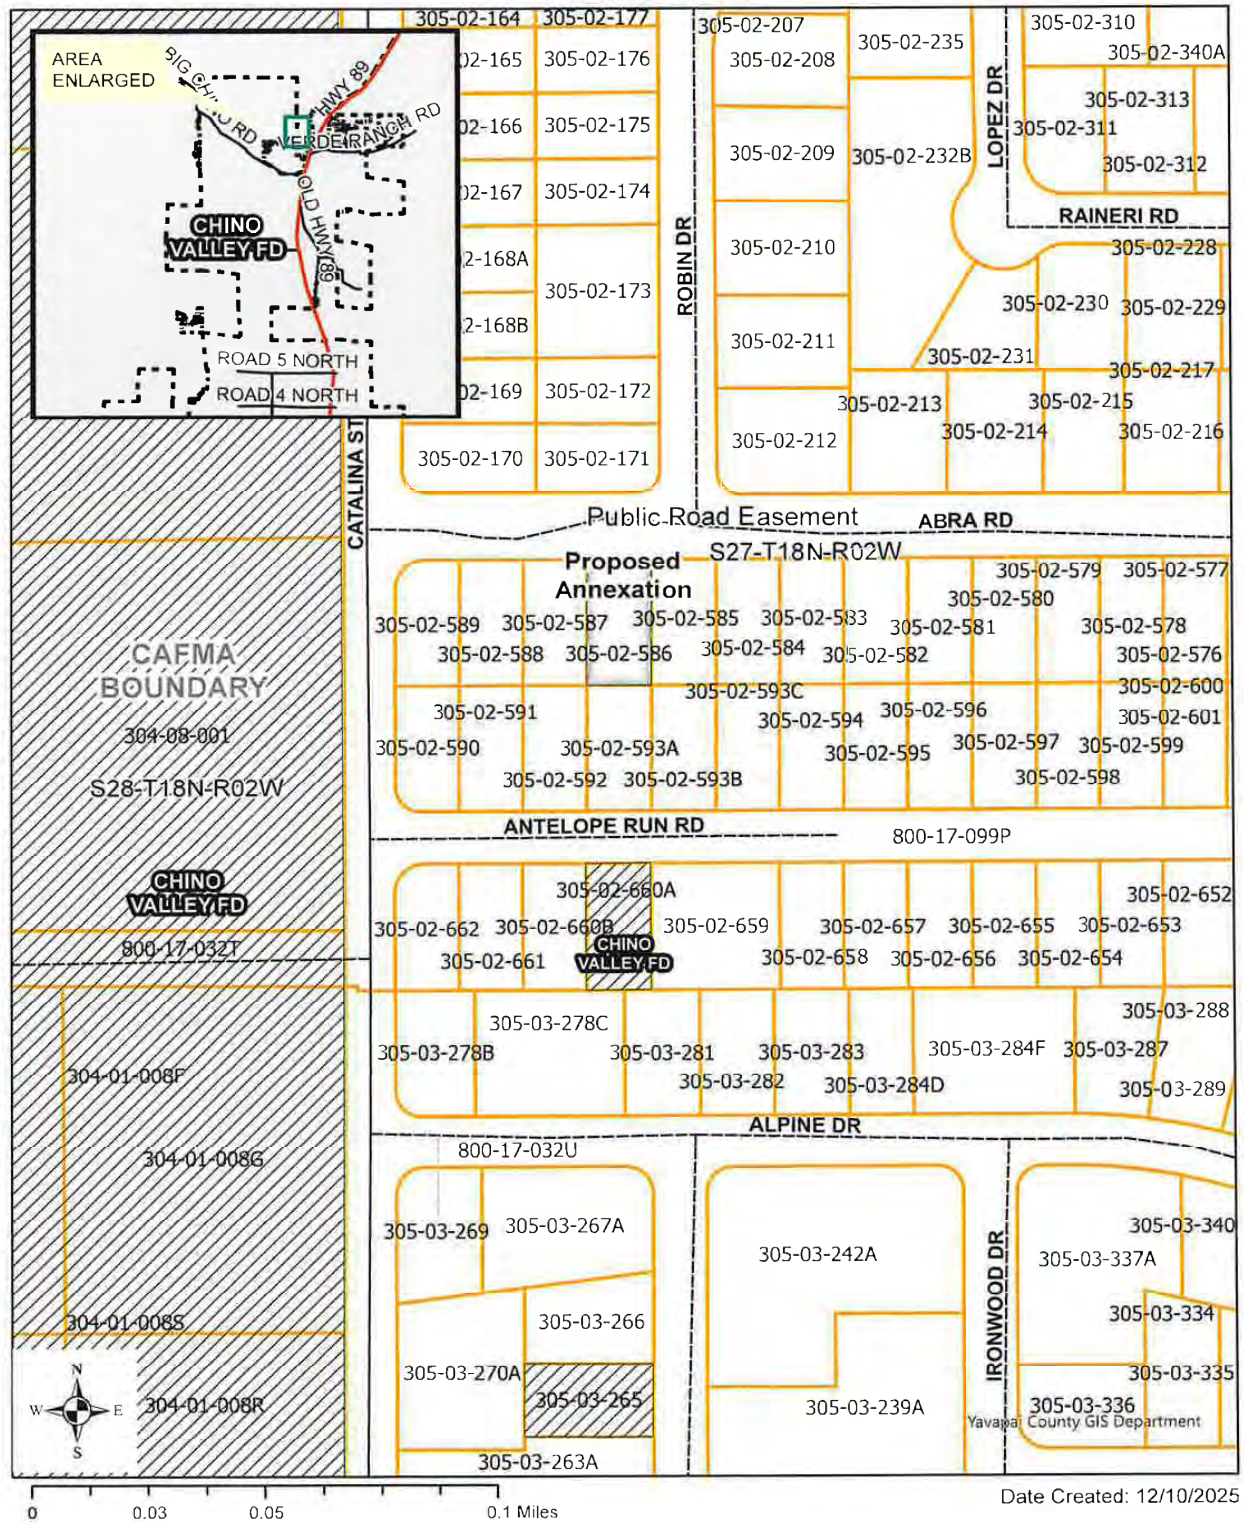 305-02-164 305-02-177
305-02-207
305-02-310
305-02-235
305-02-340A
AREA
ENLARGED
HWY 89
VERDE RANCH RD
OLD HWY 89
CHINO
VALLEY FD
ROAD 5 NORTH
ROAD 4 NORTH
02-165 305-02-176
305-02-208
02-166 305-02-175
305-02-209
305-02-232B
LOPEZ DR
305-02-313
305-02-311
305-02-312
02-167 305-02-174
RAINERI RD
305-02-228
2-168A
305-02-173
2-168B
ROBIN DR
305-02-210
305-02-230 305-02-229
305-02-211
305-02-231
305-02-217
02-169 305-02-172
305-02-213
305-02-215
305-02-212
305-02-214
305-02-216
305-02-170 305-02-171
CATALINA ST
Public Road Easement
ABRA RD
S27-T18N-R02W
Proposed
Annexation
305-02-579 305-02-577
305-02-580
305-02-589 305-02-587 305-02-585 305-02-583
305-02-581
305-02-578
305-02-588 305-02-586 305-02-584 305-02-582
305-02-576
CAFMA
BOUNDARY
305-02-593C
305-02-600
305-02-591
305-02-594
305-02-596
305-02-601
304-08-001
305-02-590
305-02-593A
305-02-595
305-02-597
305-02-599
305-02-592 305-02-593B
305-02-598
S28-T18N-R02W
ANTELOPE RUN RD
800-17-099P
CHINO
VALLEY FD
305-02-660A
305-02-652
305-02-662 305-02-660B
305-02-659
305-02-657 305-02-655 305-02-653
800-17-032T
305-02-661
CHINO
VALLEY FD
305-02-658 305-02-656 305-02-654
305-03-278C
305-03-288
305-03-278B
305-03-281 305-03-283
305-03-284F 305-03-287
304-01-008F
305-03-282 305-03-284D
305-03-289
ALPINE DR
800-17-032U
304-01-008G
305-03-269 305-03-267A
305-03-242A
IRONWOOD DR
305-03-340
305-03-337A
304-01-008S
305-03-266
305-03-334
305-03-270A
305-03-335
N
W E
S
304-01-008R
305-03-265
305-03-239A
305-03-336
Yavapai County GIS Department
305-03-263A
0 0.03 0.05 0.1 Miles
Date Created: 12/10/2025